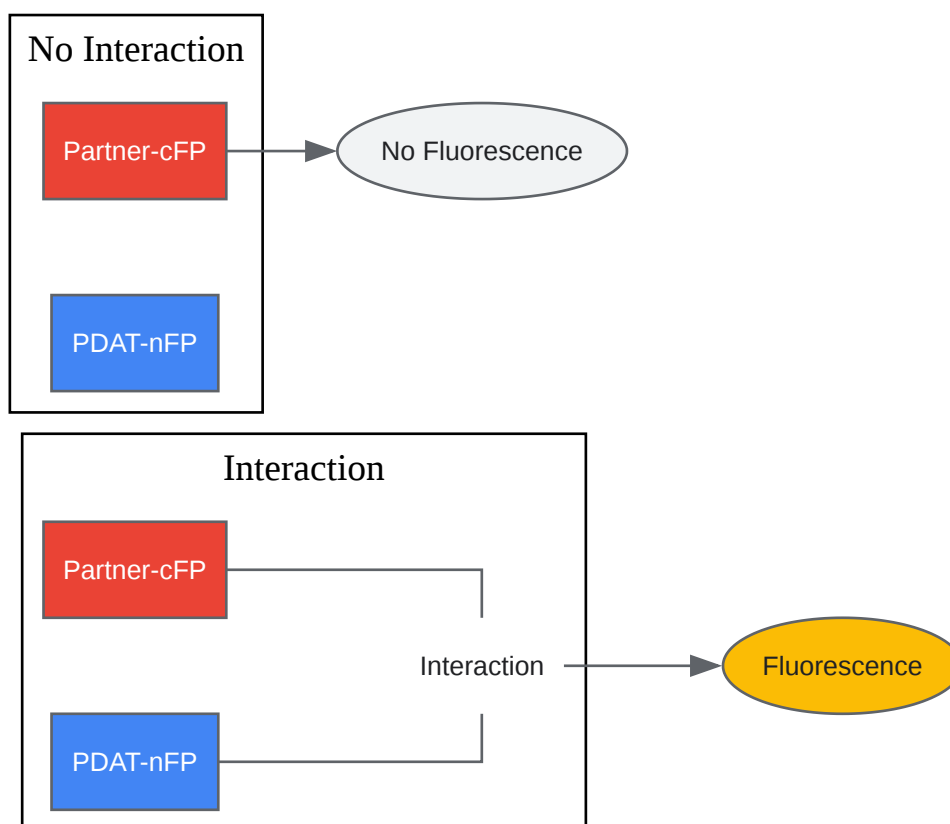 No Interaction
Partner-cFP
No Fluorescence
PDAT-nFP
Interaction
Partner-cFP
Interaction
Fluorescence
PDAT-nFP